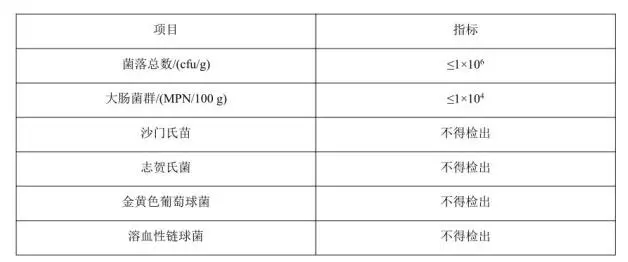 项目 指标
菌落总数/(cfu/g) ≤1×10⁶
大肠菌群/(MPN/100 g) ≤1×10⁴
沙门氏苗 不得检出
志贺氏菌 不得检出
金黄色葡萄球菌 不得检出
溶血性链球菌 不得检出